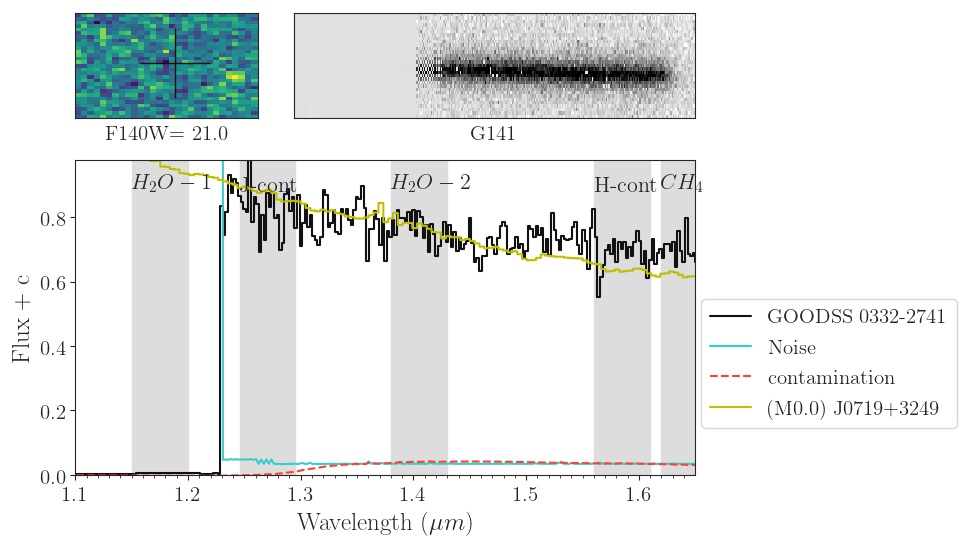 F140W= 21.0
G141
H₂O − 1
J-cont
H₂O − 2
H-cont
CH₄
Flux + c
0.8
0.6
0.4
0.2
0.0
1.1 1.2 1.3 1.4 1.5 1.6
Wavelength (μm)
GOODSS 0332-2741
Noise
contamination
(M0.0) J0719+3249